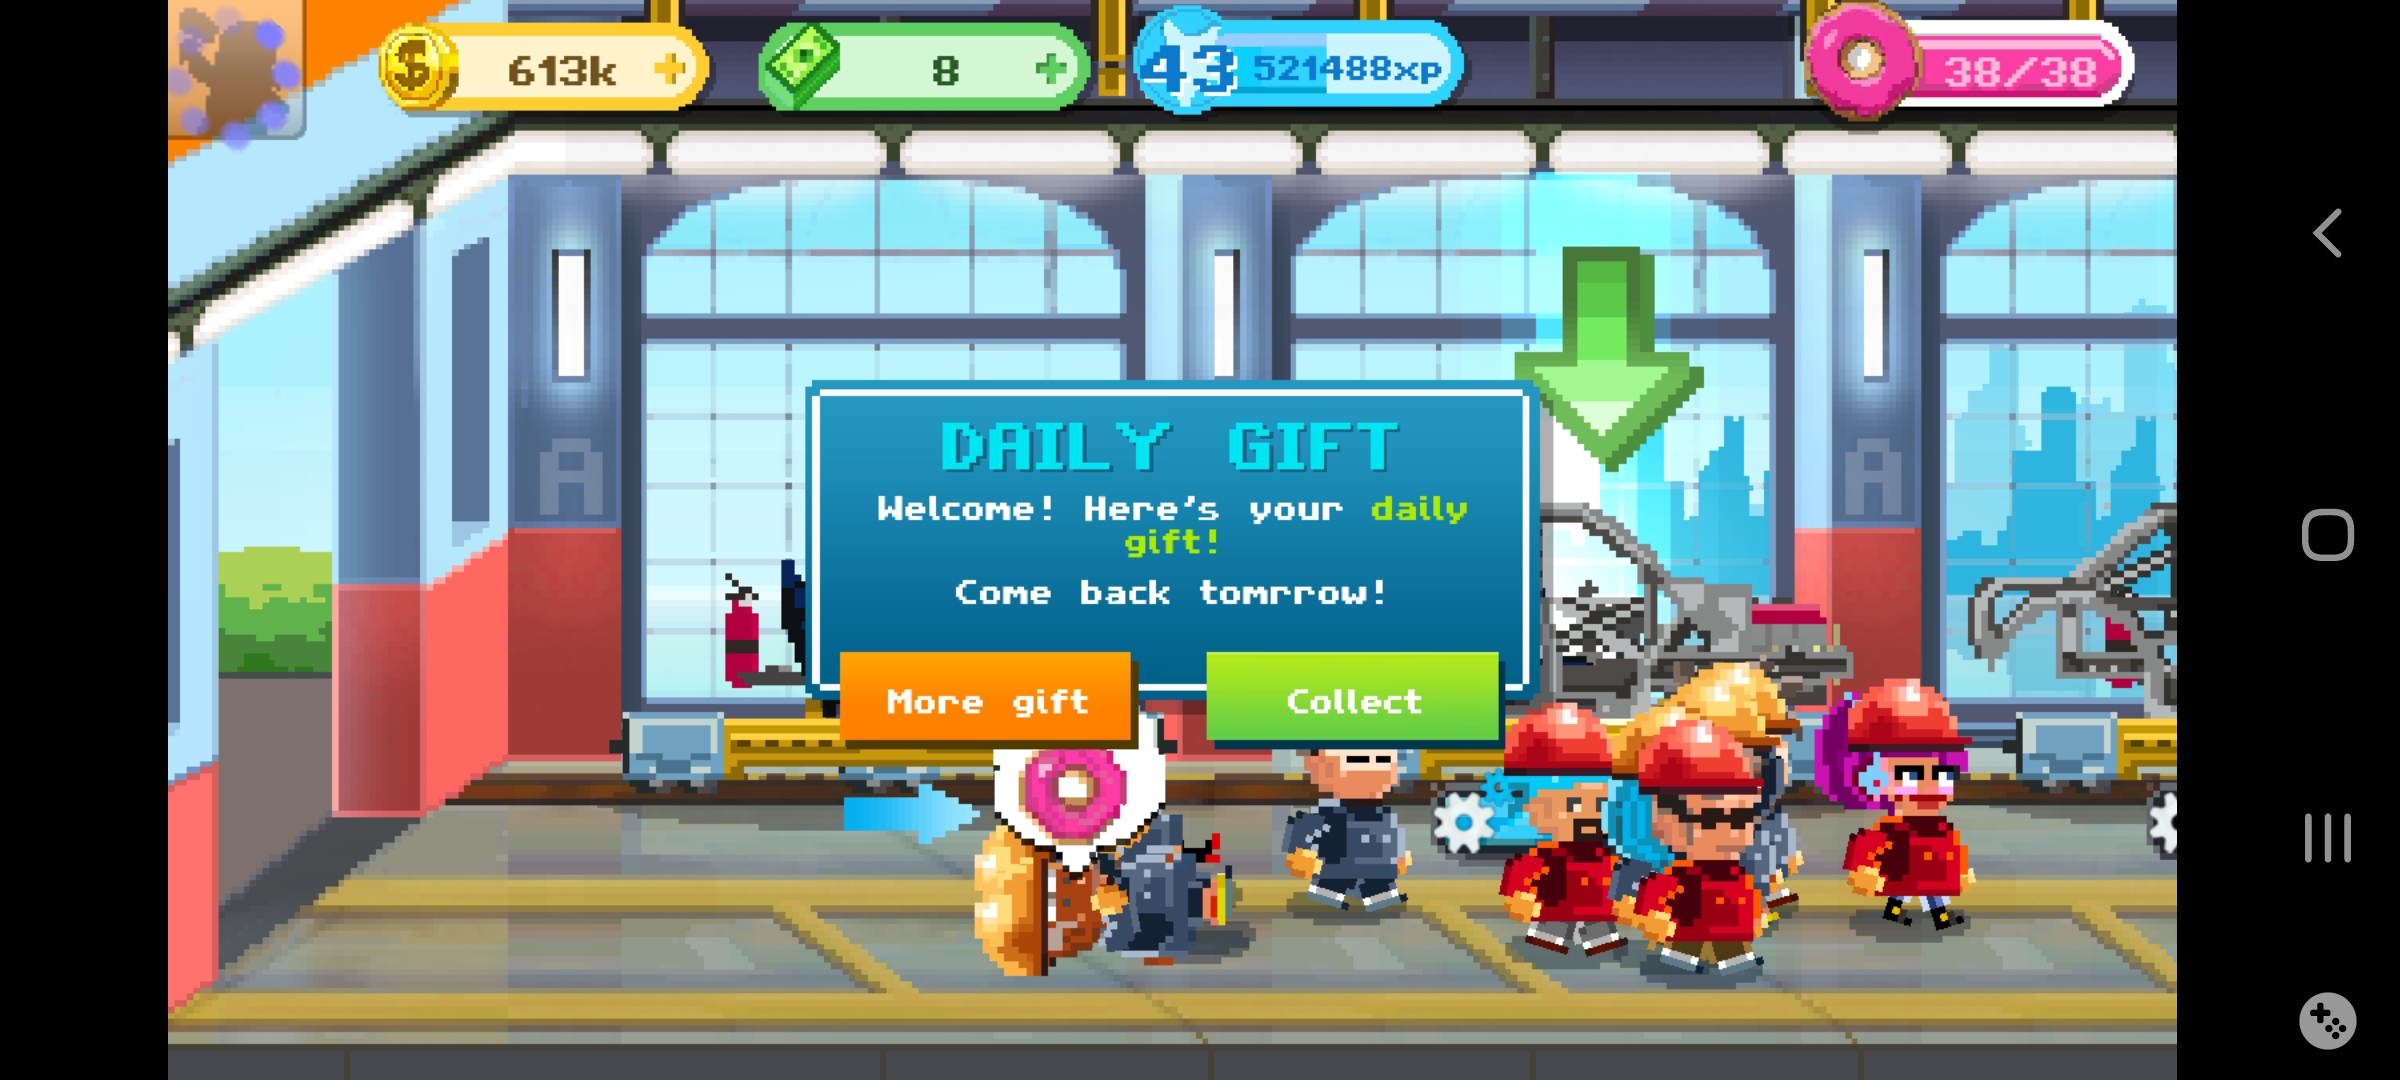 613k
8
43 521488xp
38/38
A
A
DAILY GIFT
Welcome! Here's your daily
gift!
Come back tomrrow!
More gift
Collect